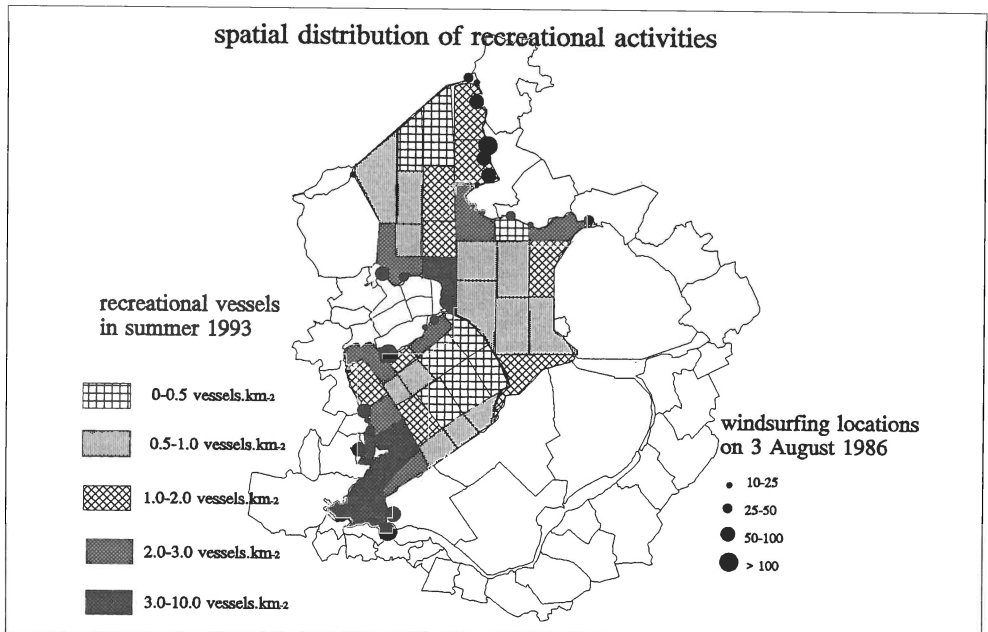 spatial distribution of recreational activities
recreational vessels
in summer 1993
0-0.5 vessels.km-2
0.5-1.0 vessels.km-2
1.0-2.0 vessels.km-2
2.0-3.0 vessels.km-2
3.0-10.0 vessels.km-2
windsurfing locations
on 3 August 1986
10-25
25-50
50-100
> 100